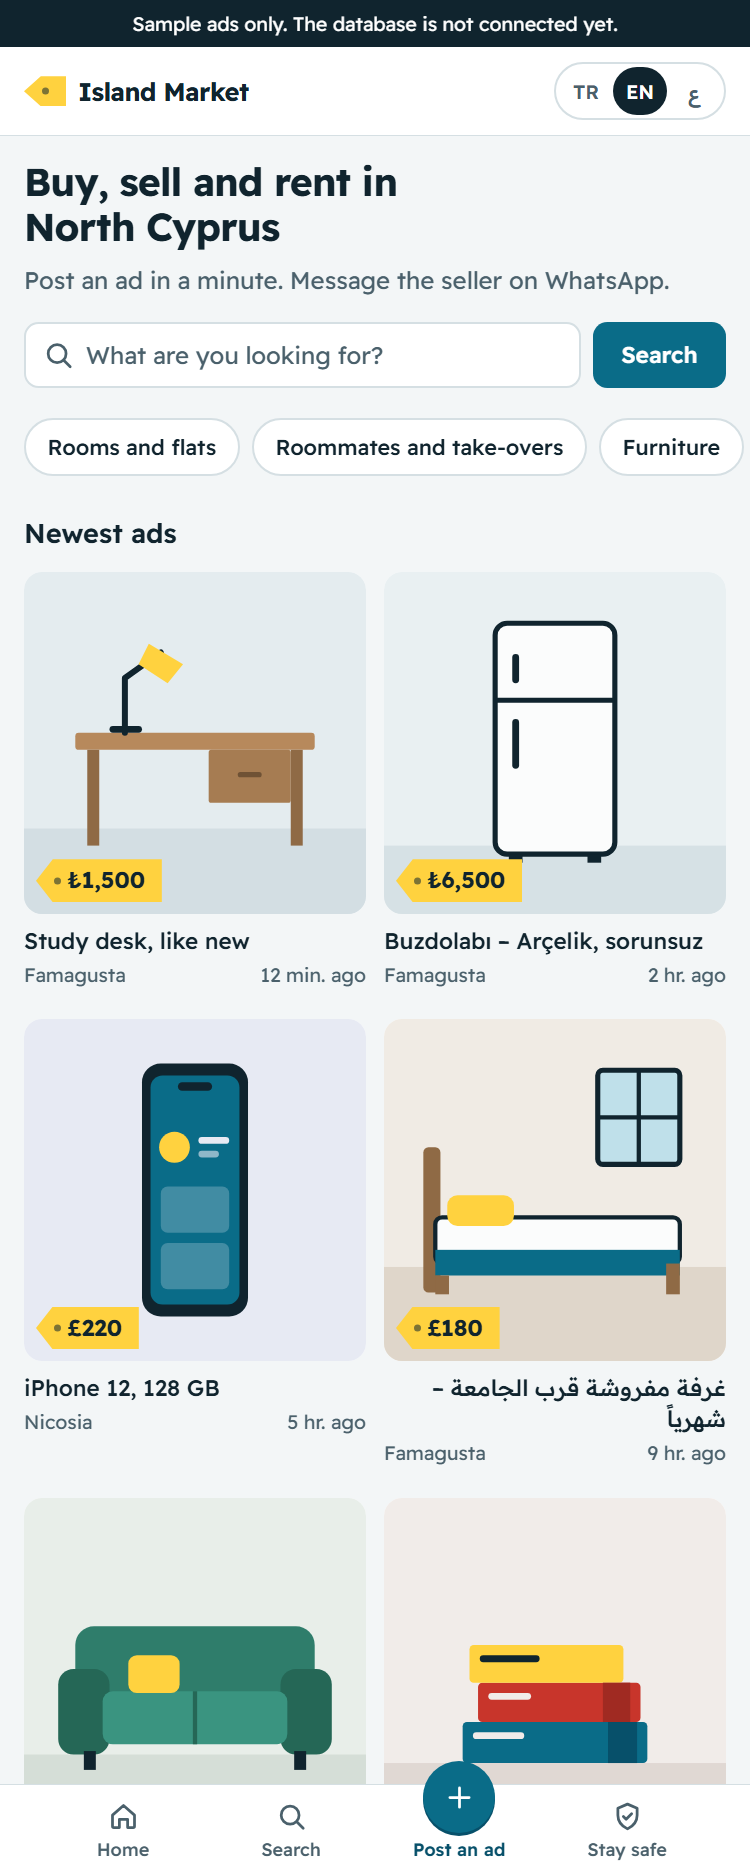 Sample ads only. The database is not connected yet.
Island Market
TR EN ع
Buy, sell and rent in
North Cyprus
Post an ad in a minute. Message the seller on WhatsApp.
What are you looking for?
Search
Rooms and flats
Roommates and take-overs
Furniture
Newest ads
₺1,500
Study desk, like new
Famagusta 12 min. ago
₺6,500
Buzdolabı – Arçelik, sorunsuz
Famagusta 2 hr. ago
£220
iPhone 12, 128 GB
Nicosia 5 hr. ago
£180
غرفة مفروشة قرب الجامعة –
شهرياً
Famagusta 9 hr. ago
Home
Search
Post an ad
Stay safe